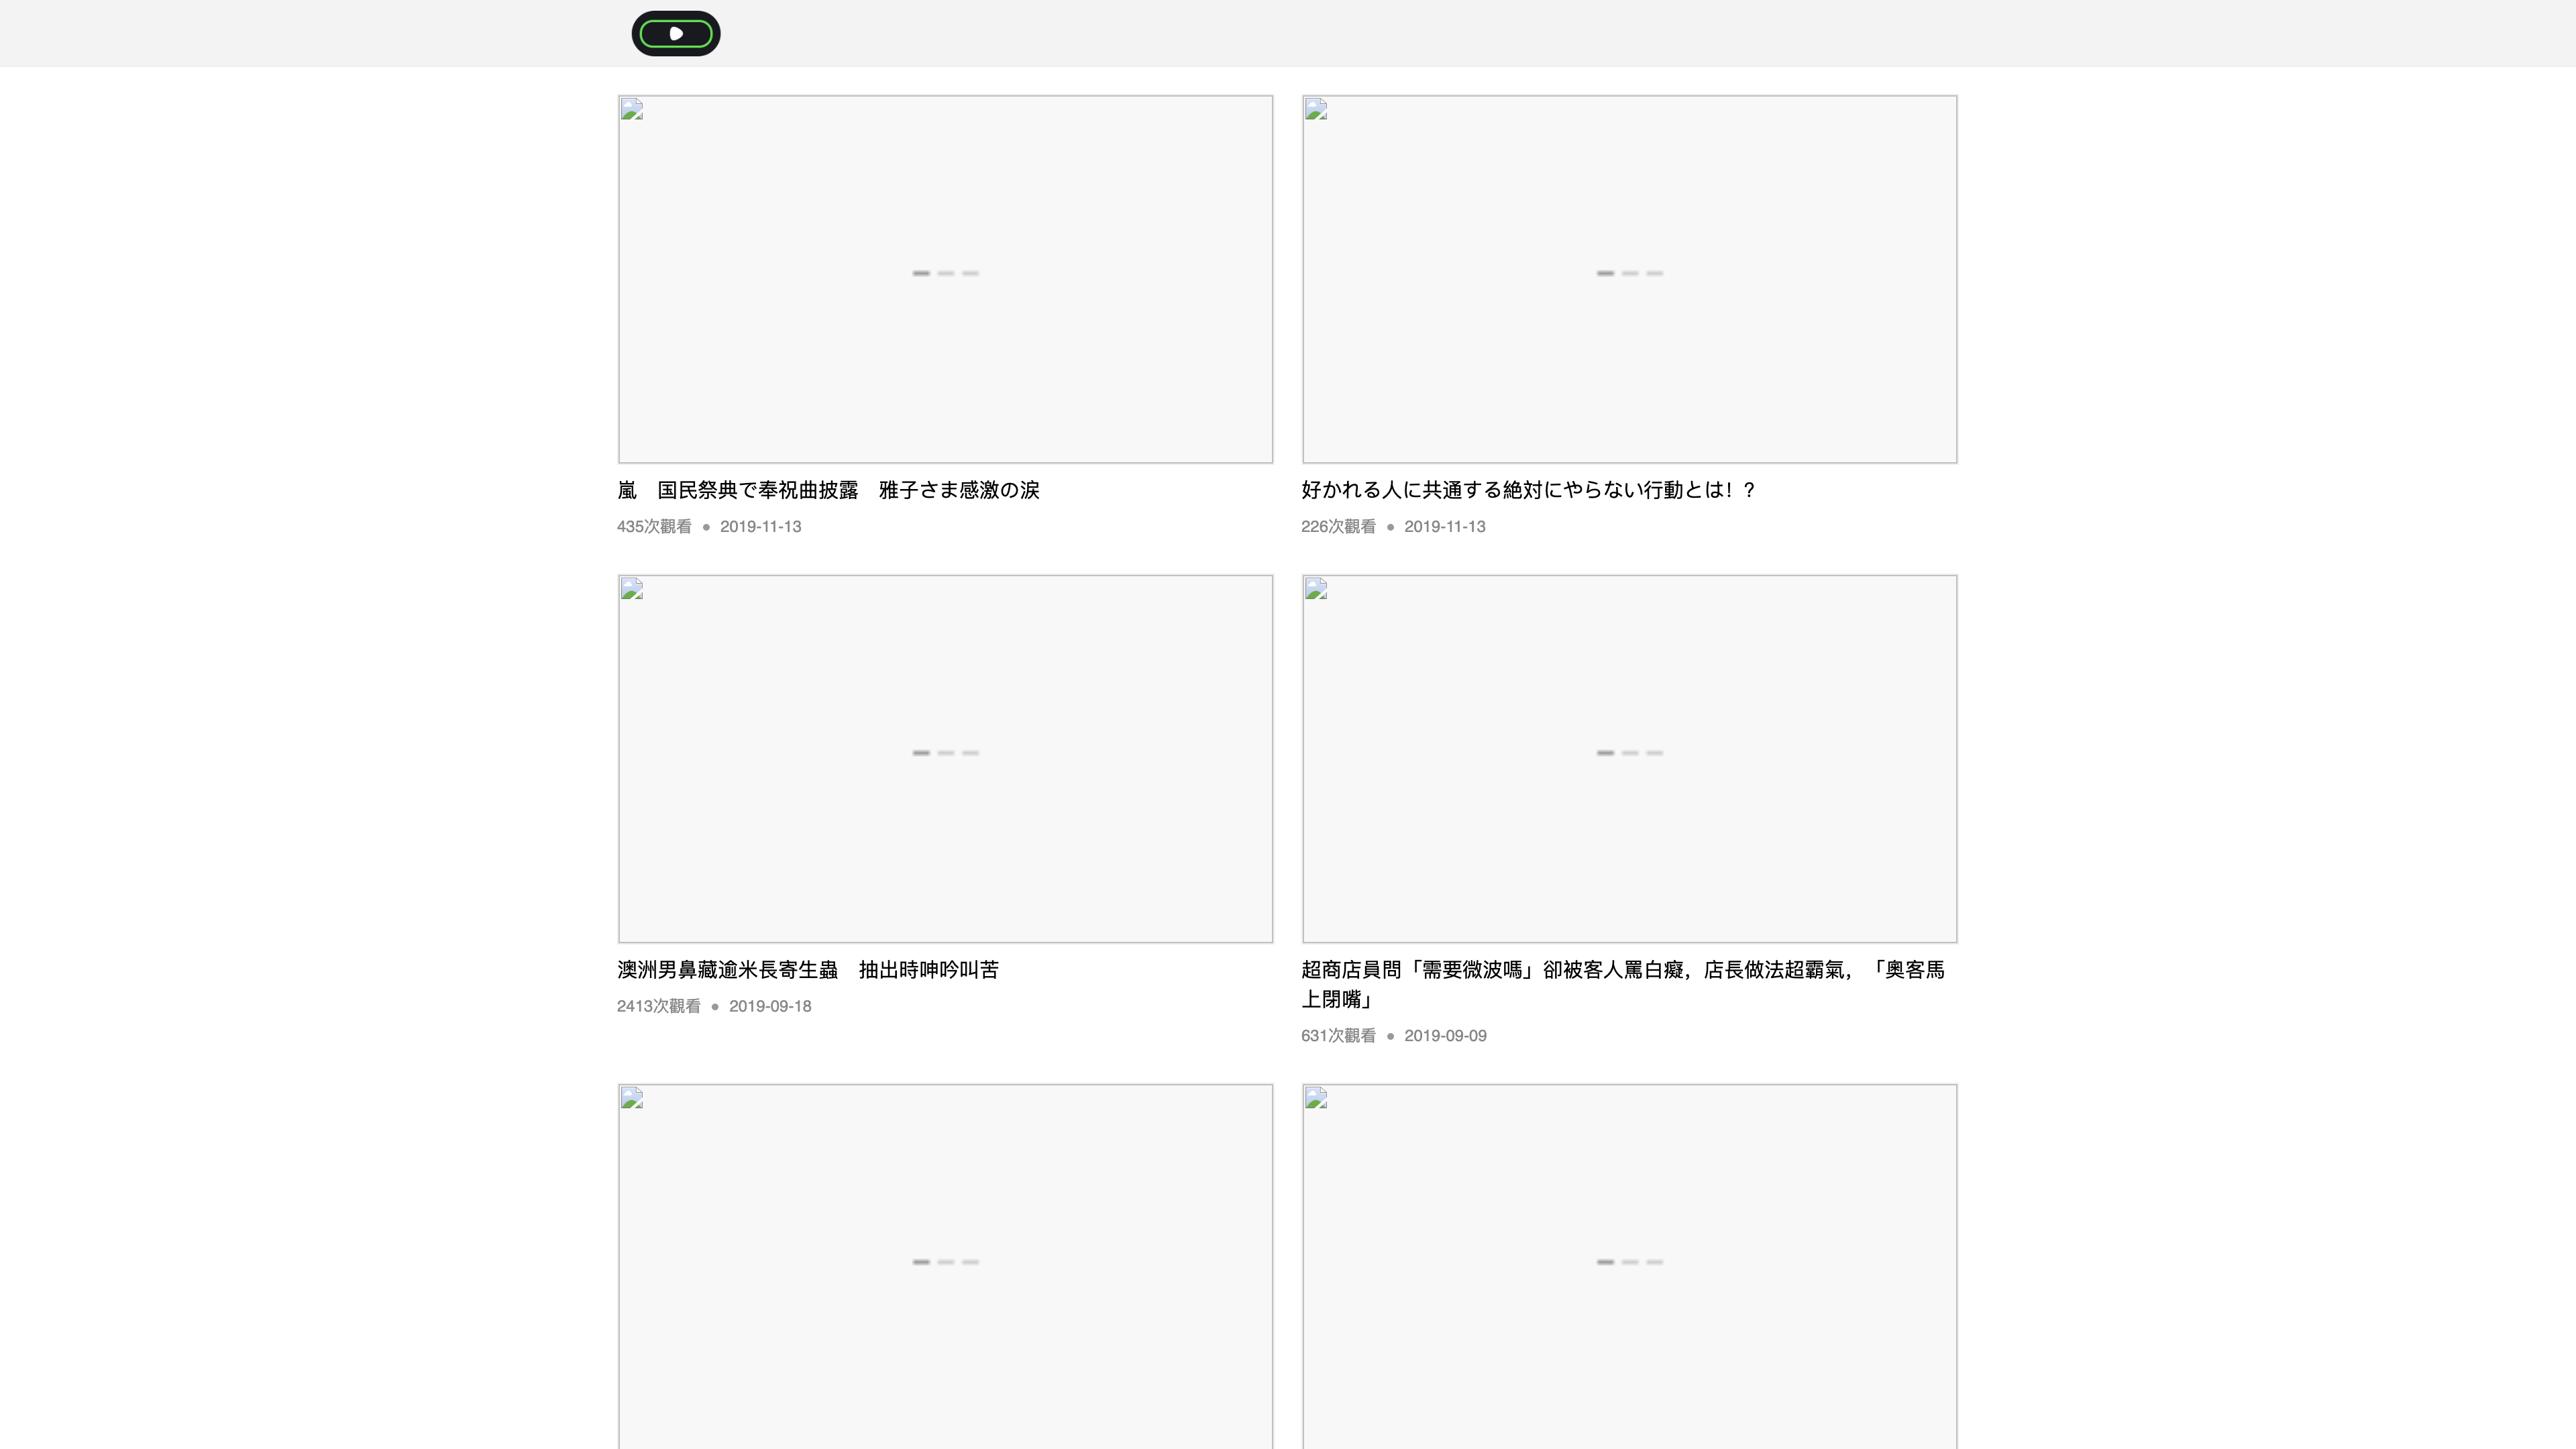 嵐　国民祭典で奉祝曲披露　雅子さま感激の涙
435次觀看 ● 2019-11-13
好かれる人に共通する絶対にやらない行動とは！？
226次觀看 ● 2019-11-13
澳洲男鼻藏逾米長寄生蟲　抽出時呻吟叫苦
2413次觀看 ● 2019-09-18
超商店員問「需要微波嗎」卻被客人罵白癡，店長做法超霸氣，「奧客馬
上閉嘴」
631次觀看 ● 2019-09-09